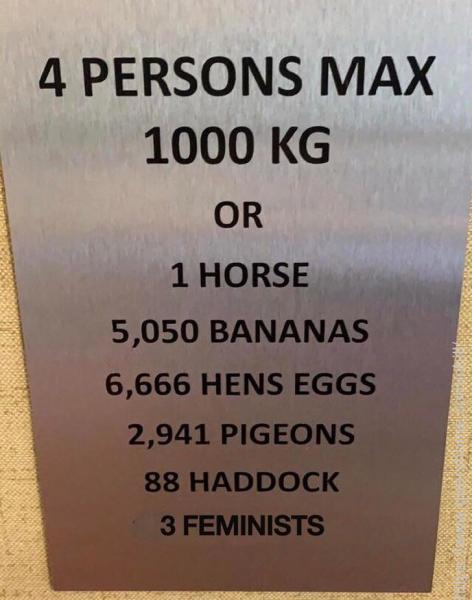 4 PERSONS MAX
1000 KG
OR
1 HORSE
5,050 BANANAS
6,666 HENS EGGS
2,941 PIGEONS
88 HADDOCK
3 FEMINISTS